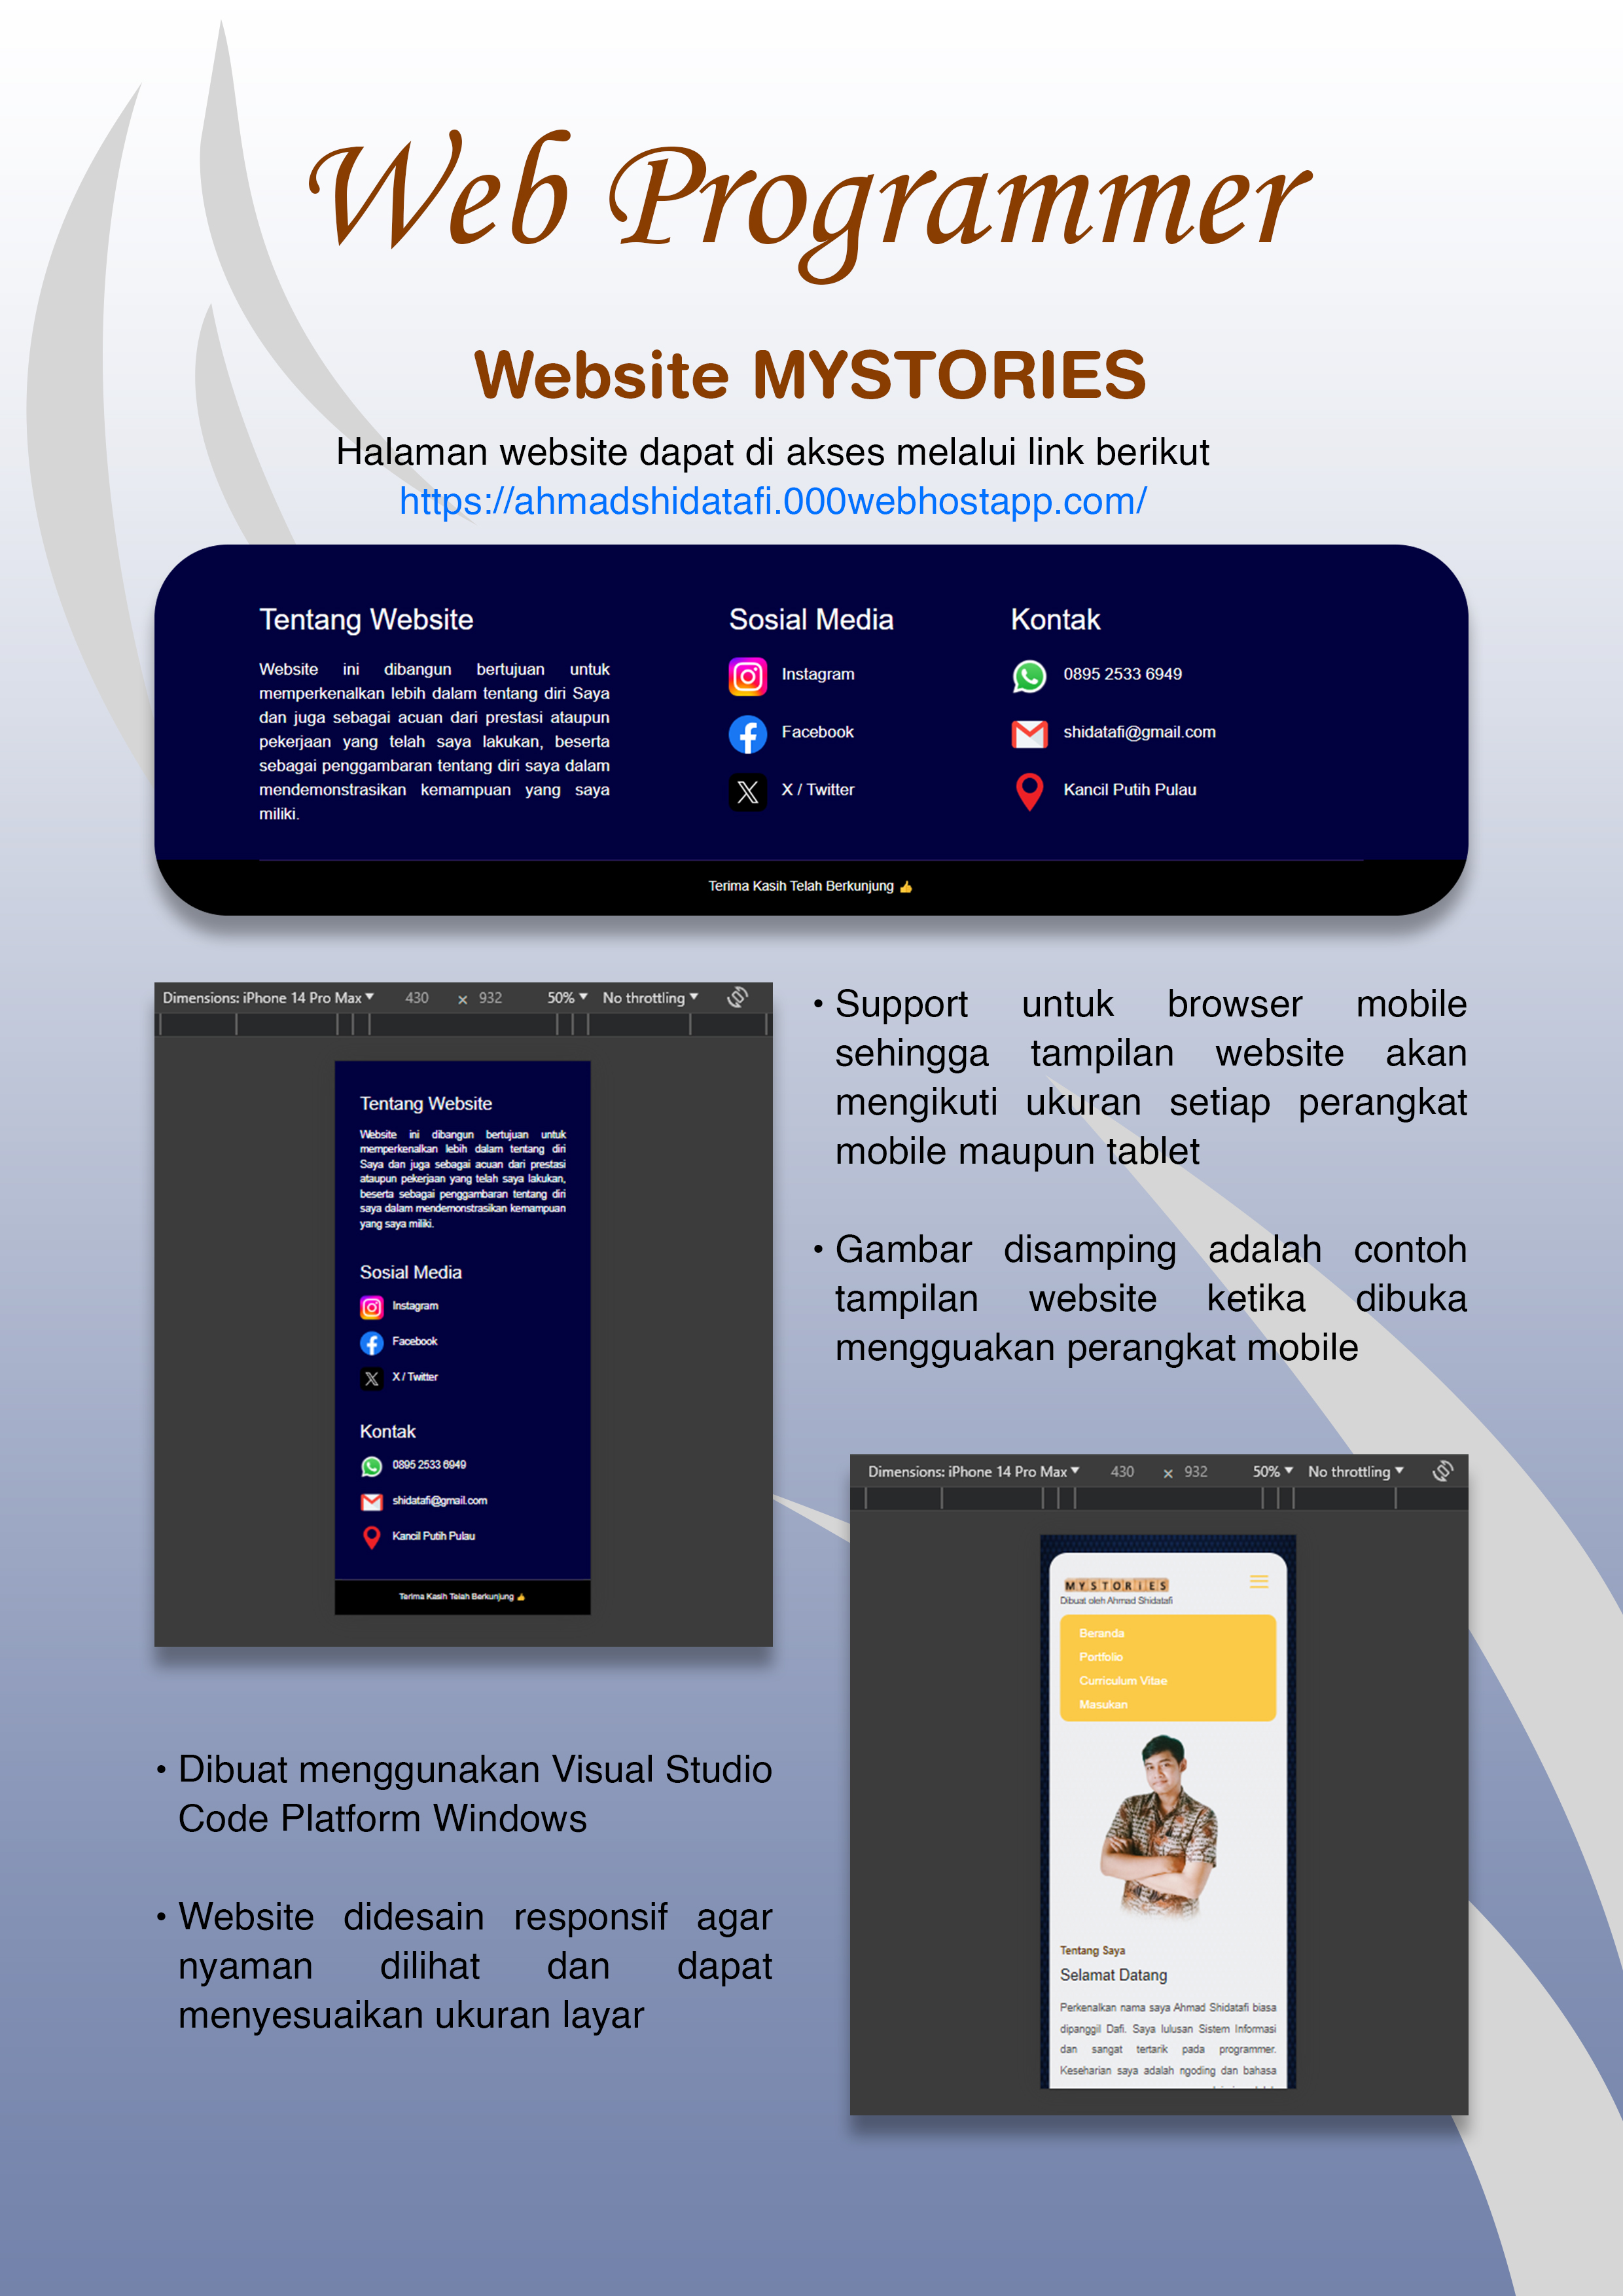 Web Programmer
Website MYSTORIES
Halaman website dapat di akses melalui link berikut
https://ahmadshidatafi.000webhostapp.com/
Tentang Website
Website ini dibangun bertujuan untuk
memperkenalkan lebih dalam tentang diri Saya
dan juga sebagai acuan dari prestasi ataupun
pekerjaan yang telah saya lakukan, beserta
sebagai penggambaran tentang diri saya dalam
mendemonstrasikan kemampuan yang saya
miliki.
Sosial Media
Instagram
Facebook
X / Twitter
Kontak
0895 2533 6949
shidatafi@gmail.com
Kancil Putih Pulau
Terima Kasih Telah Berkunjung 👍
Dimensions: iPhone 14 Pro Max ▼ 430 × 932 50% ▼ No throttling ▼
Tentang Website
Website ini dibangun bertujuan untuk
memperkenalkan lebih dalam tentang diri
Saya dan juga sebagai acuan dari prestasi
ataupun pekerjaan yang telah saya lakukan,
beserta sebagai penggambaran tentang diri
saya dalam mendemonstrasikan kemampuan
yang saya miliki.
Sosial Media
Instagram
Facebook
X / Twitter
Kontak
0895 2533 6949
shidatafi@gmail.com
Kancil Putih Pulau
Terima Kasih Telah Berkunjung 👍
• Support untuk browser mobile
sehingga tampilan website akan
mengikuti ukuran setiap perangkat
mobile maupun tablet
• Gambar disamping adalah contoh
tampilan website ketika dibuka
mengguakan perangkat mobile
• Dibuat menggunakan Visual Studio
Code Platform Windows
• Website didesain responsif agar
nyaman dilihat dan dapat
menyesuaikan ukuran layar
Dimensions: iPhone 14 Pro Max ▼ 430 × 932 50% ▼ No throttling ▼
MYSTORiES
Dibuat oleh Ahmad Shidatafi
Beranda
Portfolio
Curriculum Vitae
Masukan
Tentang Saya
Selamat Datang
Perkenalkan nama saya Ahmad Shidatafi biasa
dipanggil Dafi. Saya lulusan Sistem Informasi
dan sangat tertarik pada programmer.
Keseharian saya adalah ngoding dan bahasa